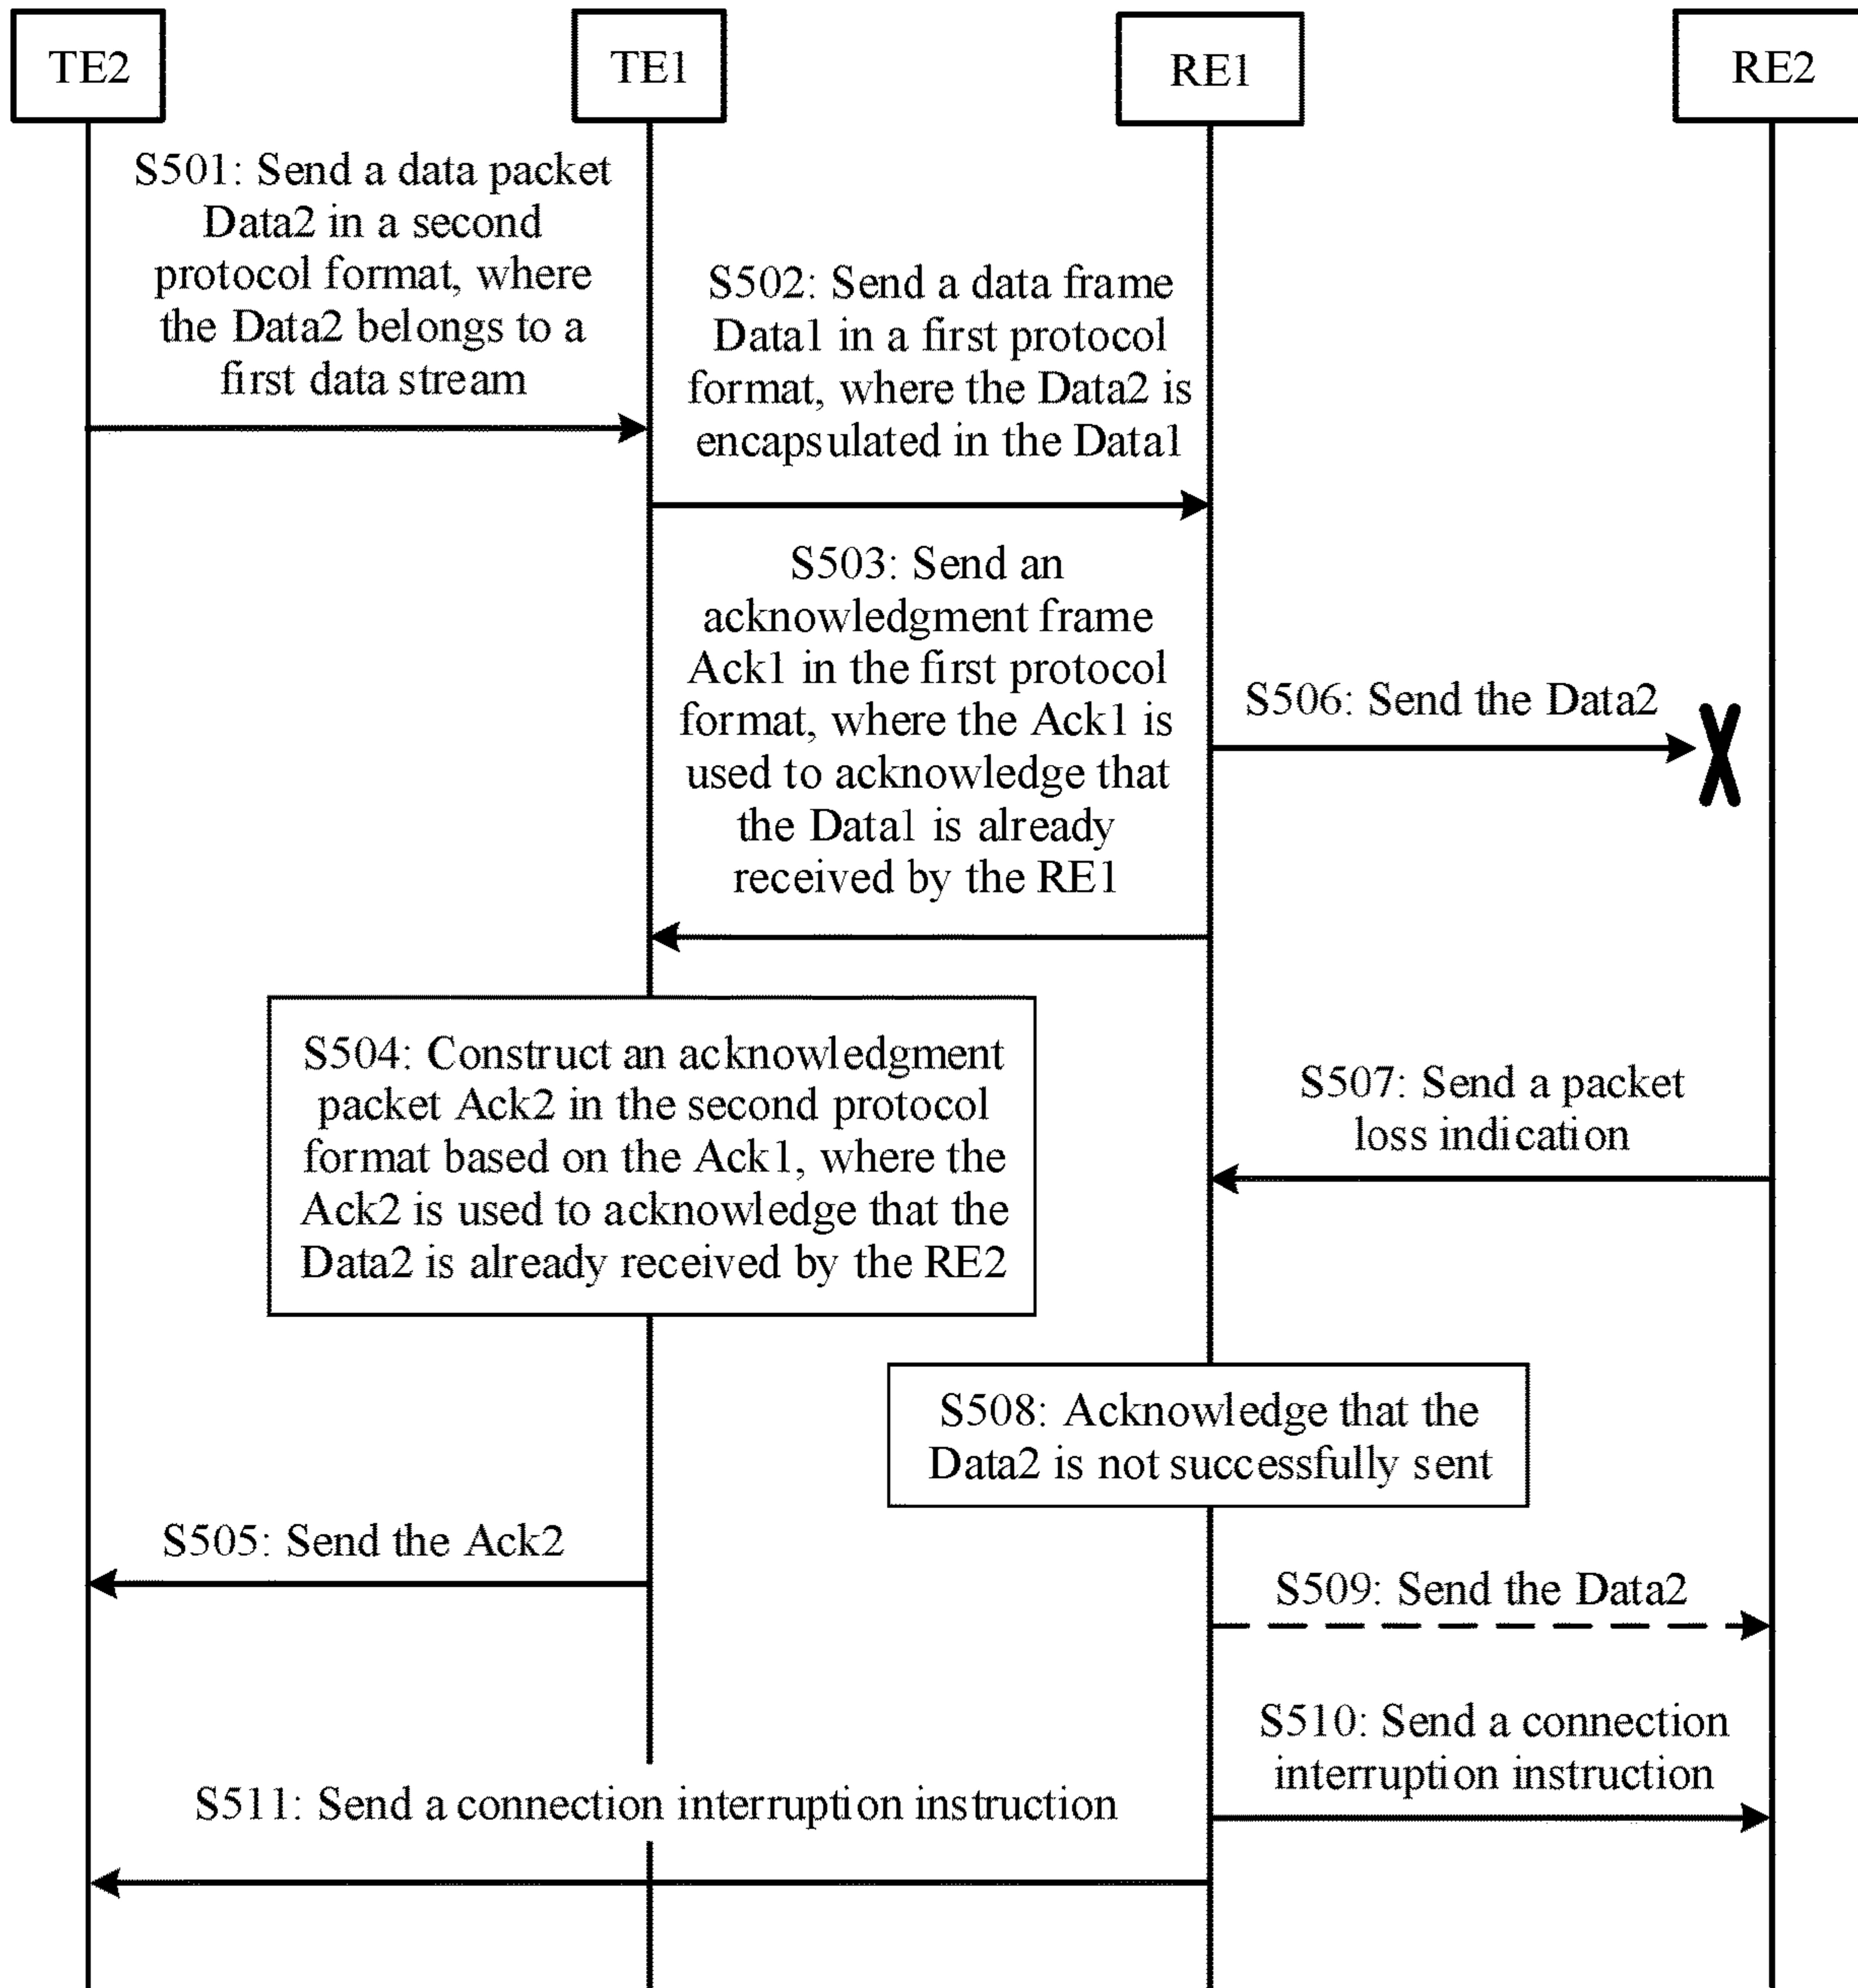 TE2
TE1
RE1
RE2
S501: Send a data packet
Data2 in a second
protocol format, where
the Data2 belongs to a
first data stream
S502: Send a data frame
Data1 in a first protocol
format, where the Data2 is
encapsulated in the Data1
S503: Send an
acknowledgment frame
Ack1 in the first protocol
format, where the Ack1 is
used to acknowledge that
the Data1 is already
received by the RE1
S506: Send the Data2
S504: Construct an acknowledgment
packet Ack2 in the second protocol
format based on the Ack1, where the
Ack2 is used to acknowledge that the
Data2 is already received by the RE2
S507: Send a packet
loss indication
S508: Acknowledge that the
Data2 is not successfully sent
S505: Send the Ack2
S509: Send the Data2
S510: Send a connection
interruption instruction
S511: Send a connection interruption instruction